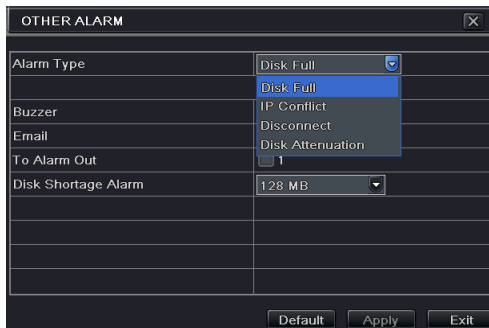 OTHER ALARM
Alarm Type
Disk Full
Disk Full
IP Conflict
Buzzer
Disconnect
Email
Disk Attenuation
To Alarm Out
1
Disk Shortage Alarm
128 MB
Default
Apply
Exit